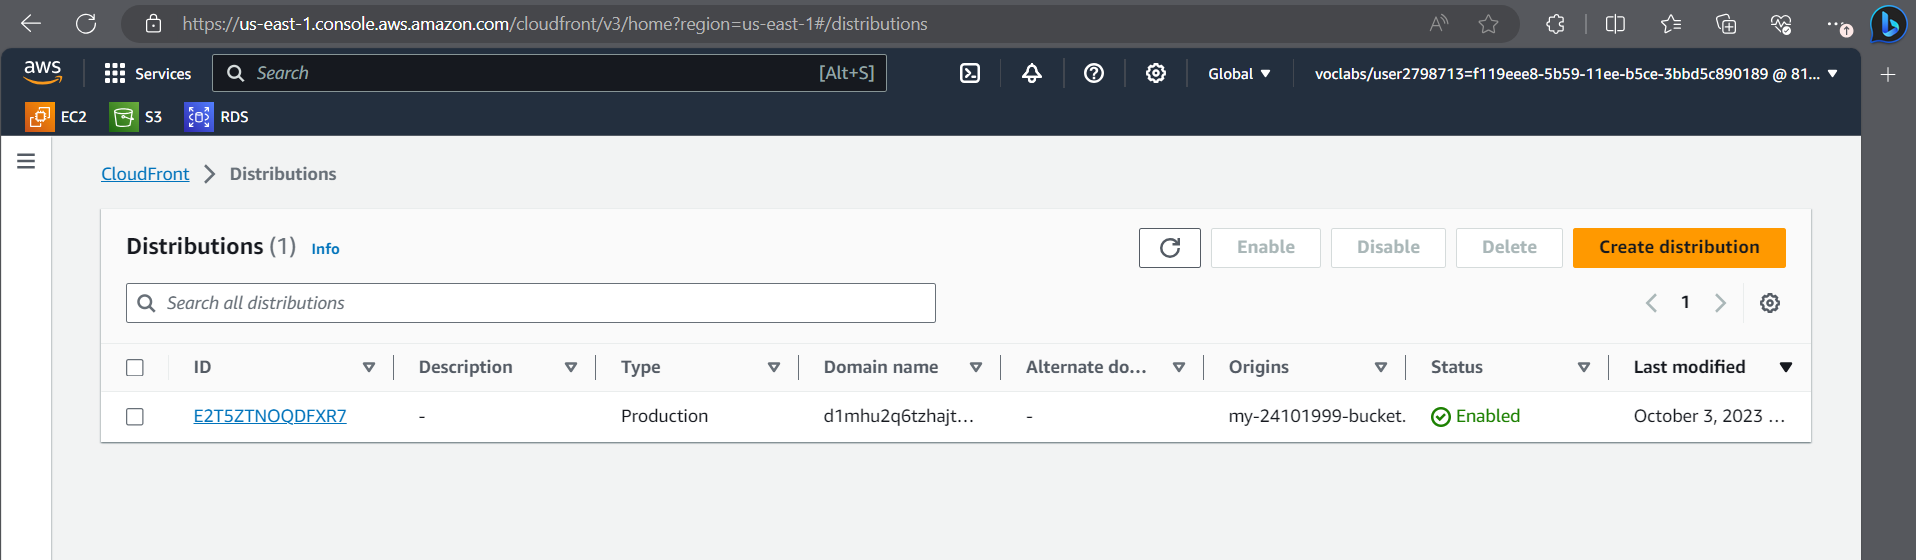 https://us-east-1.console.aws.amazon.com/cloudfront/v3/home?region=us-east-1#/distributions
aws Services Search [Alt+S] Global voclabs/user2798713=f119eee8-5b59-11ee-b5ce-3bbd5c890189 @ 81...
EC2 S3 RDS
CloudFront Distributions
Distributions (1) Info Enable Disable Delete Create distribution
Search all distributions 1
ID Description Type Domain name Alternate do... Origins Status Last modified
E2T5ZTNOQDFXR7 - Production d1mhu2q6tzhajt... - my-24101999-bucket. Enabled October 3, 2023 ...